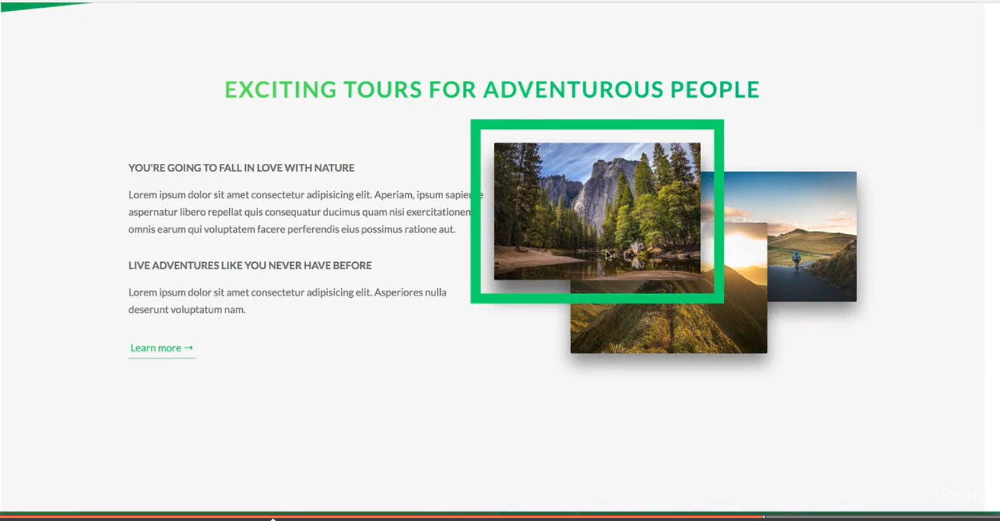 EXCITING TOURS FOR ADVENTUROUS PEOPLE
YOU'RE GOING TO FALL IN LOVE WITH NATURE
Lorem ipsum dolor sit amet consectetur adipisicing elit. Aperiam, ipsum
aspernatur libero repellat quis consequatur ducimus quam nisi exercitationem
omnis earum qui voluptatem facere perferendis eius possimus ratione aut.
LIVE ADVENTURES LIKE YOU NEVER HAVE BEFORE
Lorem ipsum dolor sit amet consectetur adipisicing elit. Asperiores nulla
deserunt voluptatum nam.
Learn more →